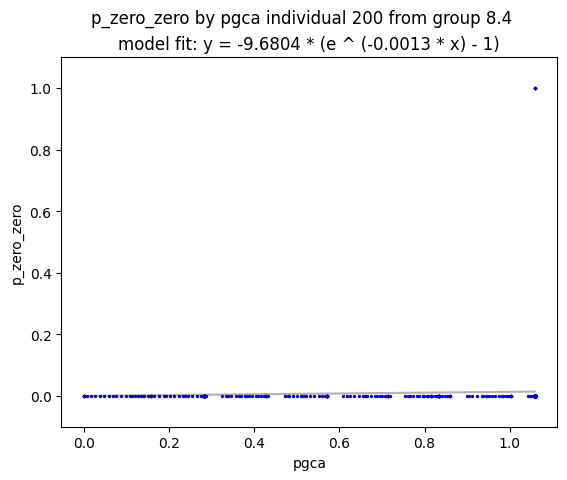 p_zero_zero by pgca individual 200 from group 8.4
model fit: y = -9.6804 * (e ^ (-0.0013 * x) - 1)
1.0
0.8
0.6
0.4
0.2
0.0
p_zero_zero
0.0 0.2 0.4 0.6 0.8 1.0
pgca